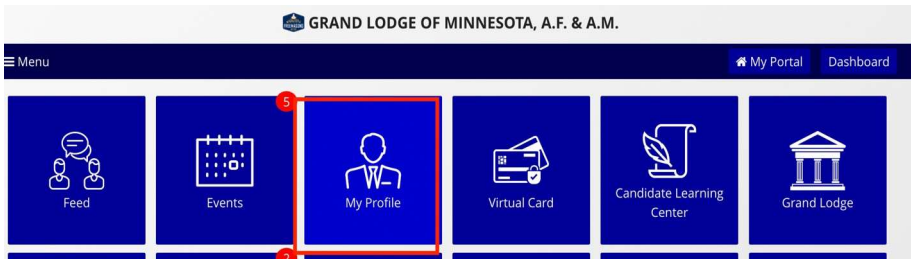 GRAND LODGE OF MINNESOTA, A.F. & A.M.
Menu
My Portal
Dashboard
5
Feed
Events
My Profile
Virtual Card
Candidate Learning
Center
Grand Lodge
2